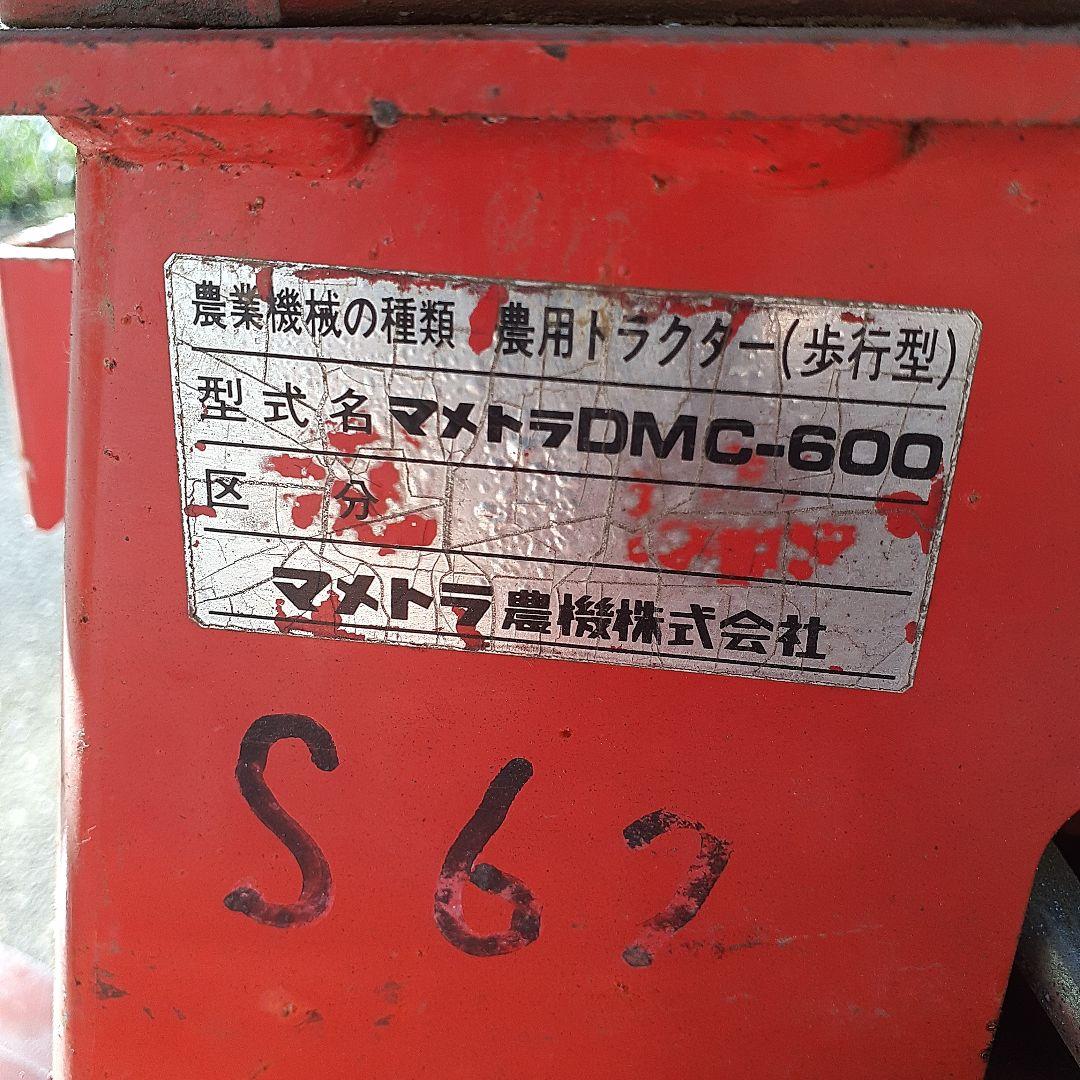 農業機械の種類 農用トラクター(歩行型)
型式名 マメトラDMC-600
区分
マメトラ農機株式会社
S62